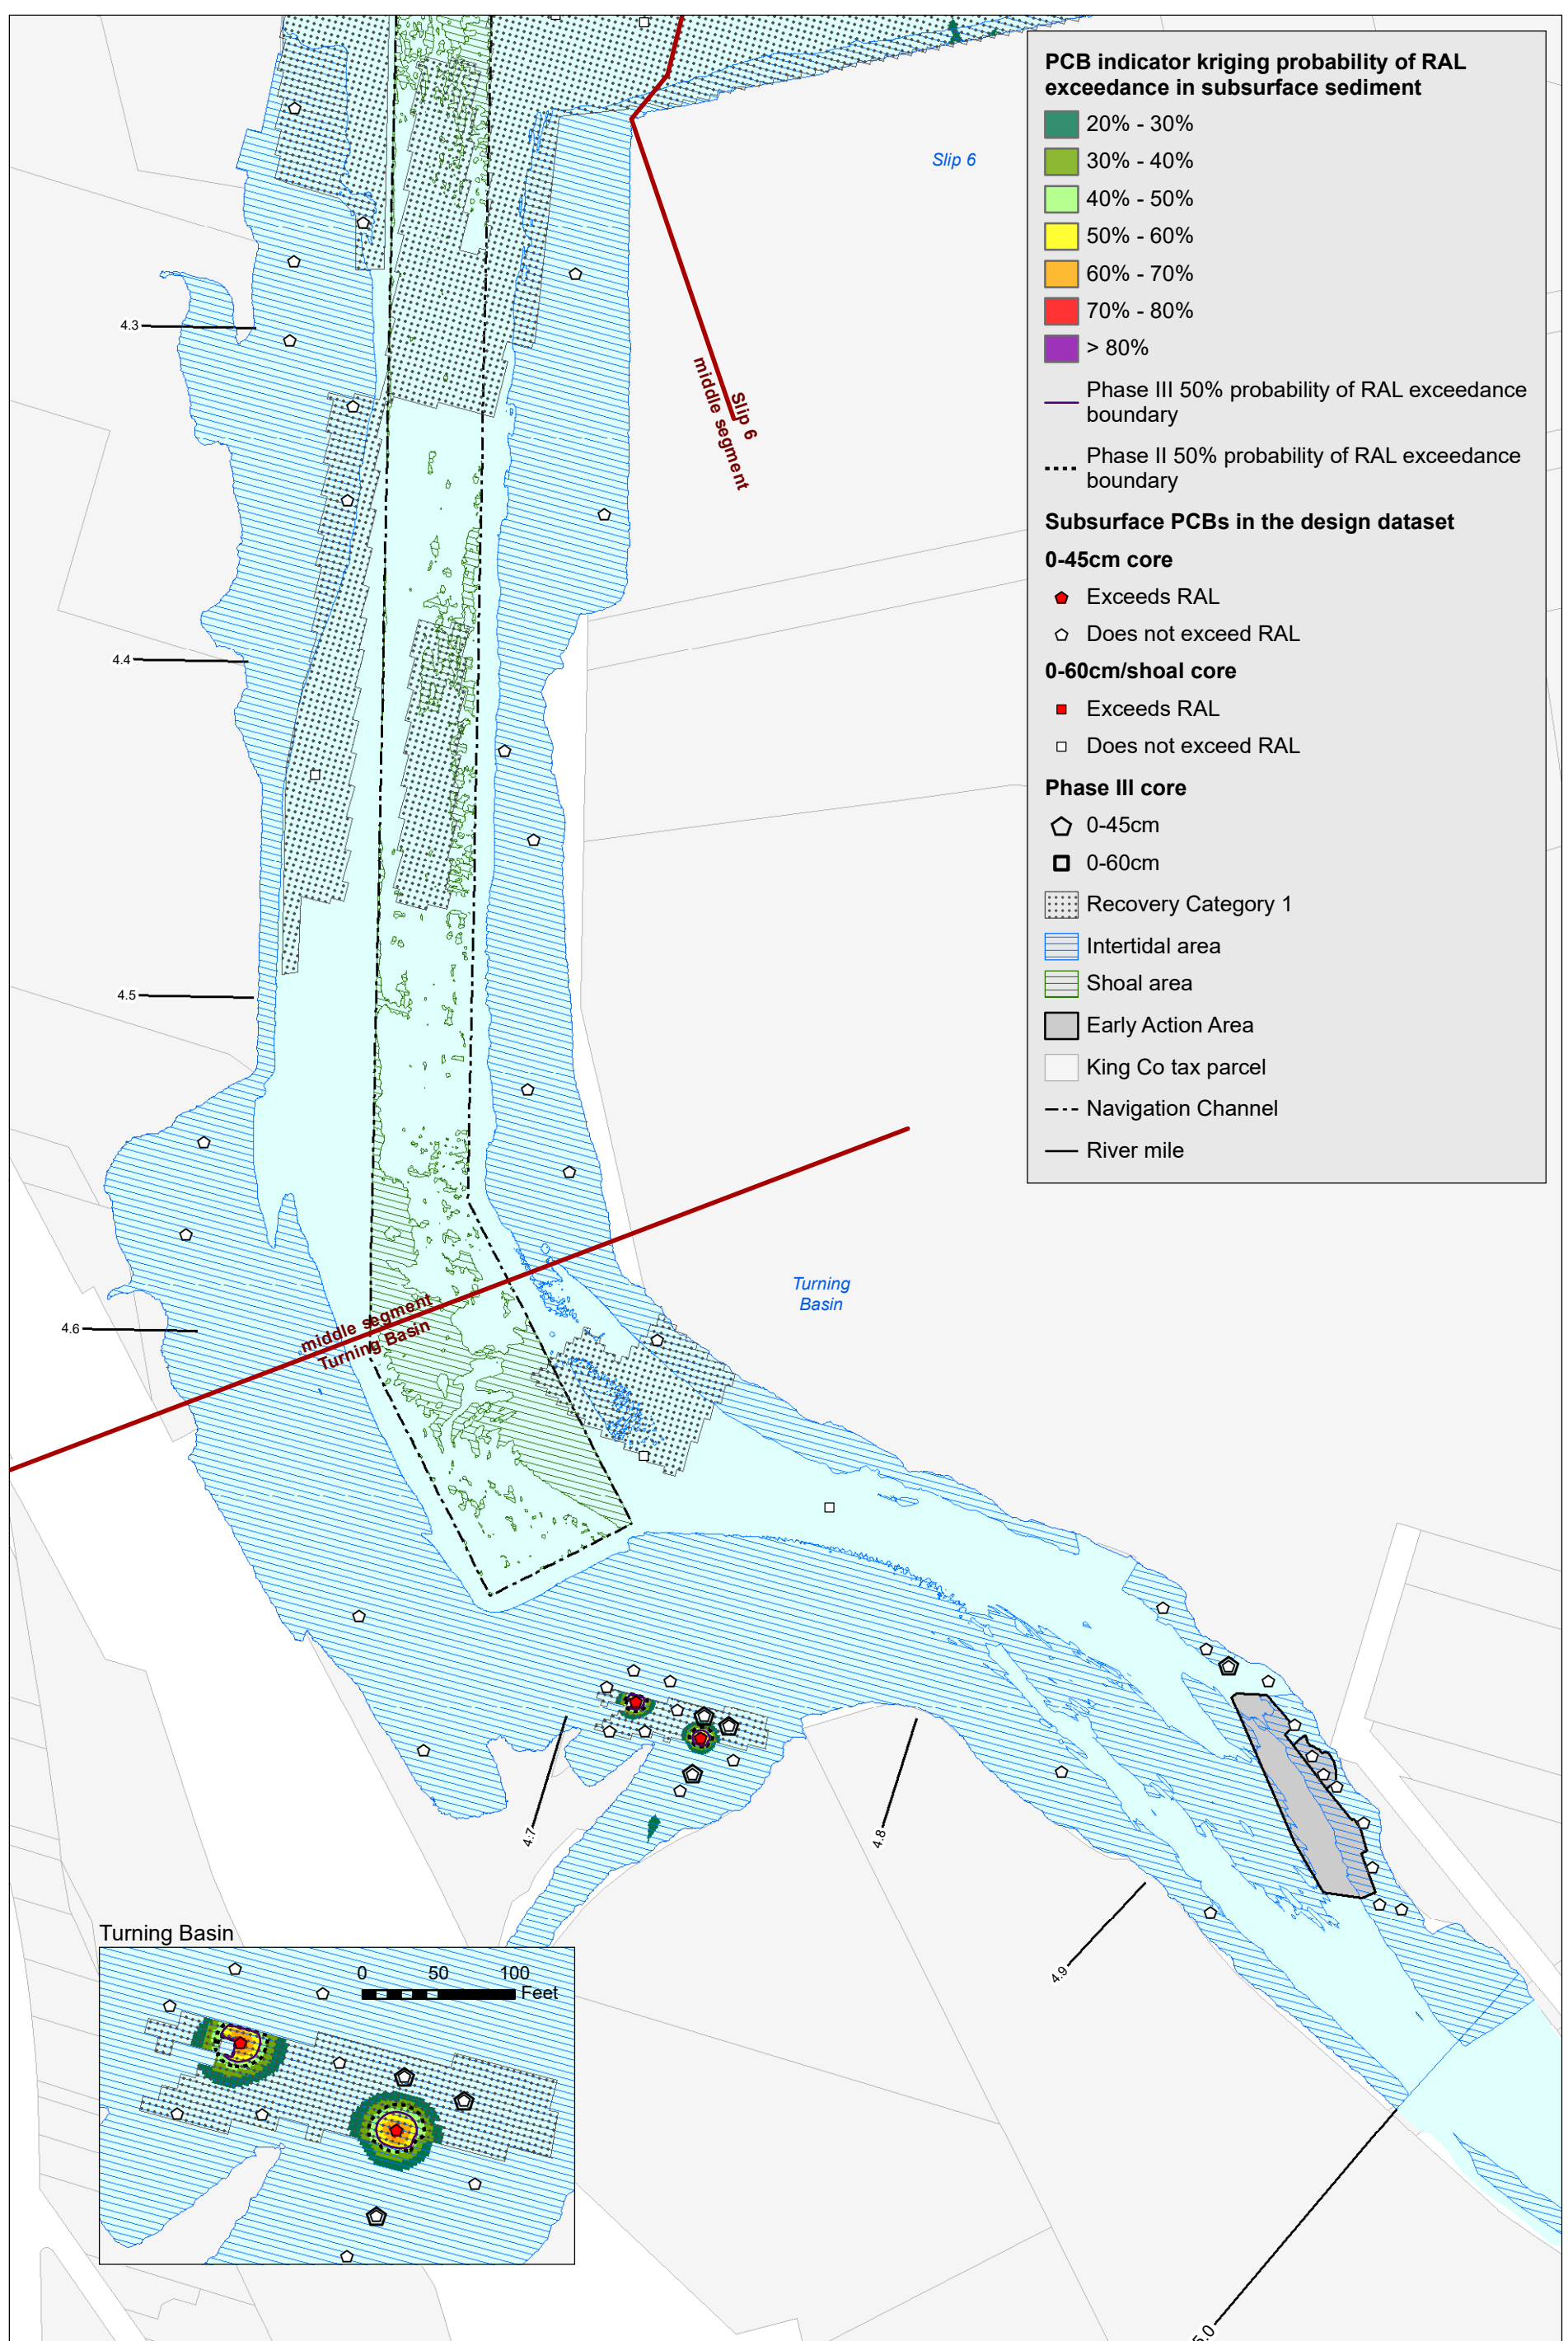 PCB indicator kriging probability of RAL
exceedance in subsurface sediment
20% - 30%
30% - 40%
40% - 50%
50% - 60%
60% - 70%
70% - 80%
> 80%
Phase III 50% probability of RAL exceedance
boundary
Phase II 50% probability of RAL exceedance
boundary
Subsurface PCBs in the design dataset
0-45cm core
Exceeds RAL
Does not exceed RAL
0-60cm/shoal core
Exceeds RAL
Does not exceed RAL
Phase III core
0-45cm
0-60cm
Recovery Category 1
Intertidal area
Shoal area
Early Action Area
King Co tax parcel
Navigation Channel
River mile
Slip 6
4.3
Slip 6
middle segment
4.4
4.5
Turning
Basin
4.6
middle segment
Turning Basin
4.7
4.8
4.9
5.0
Turning Basin
0 50 100
Feet